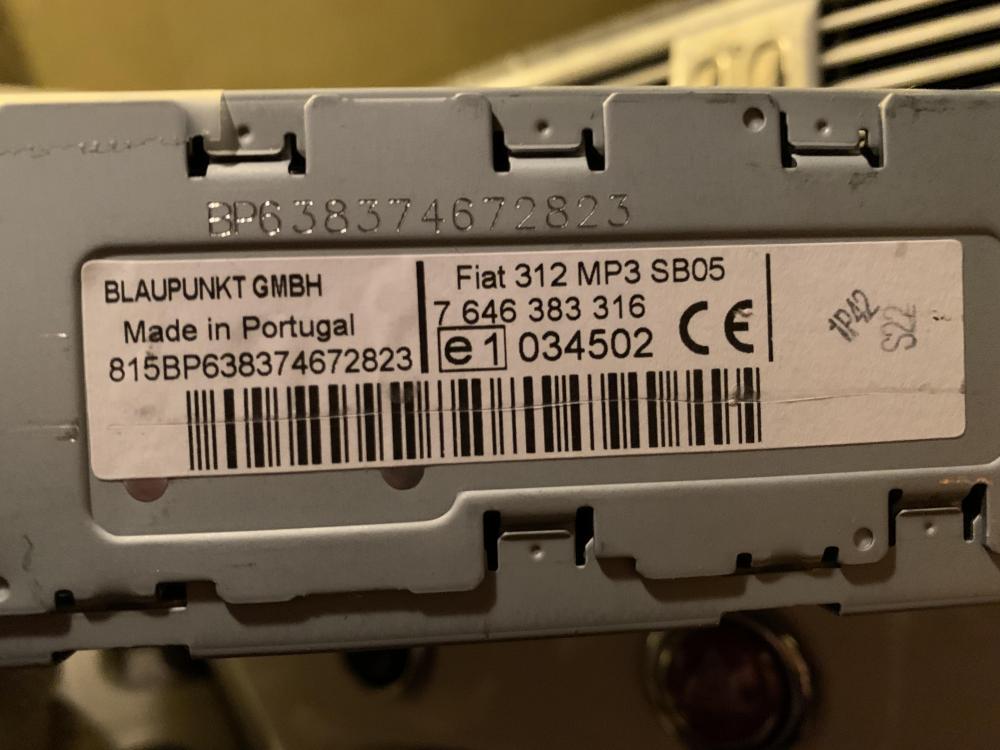 BP638374672823
BLAUPUNKT GMBH
Made in Portugal
815BP638374672823
Fiat 312 MP3 SB05
7 646 383 316
e1 034502 CE
1P42
S22